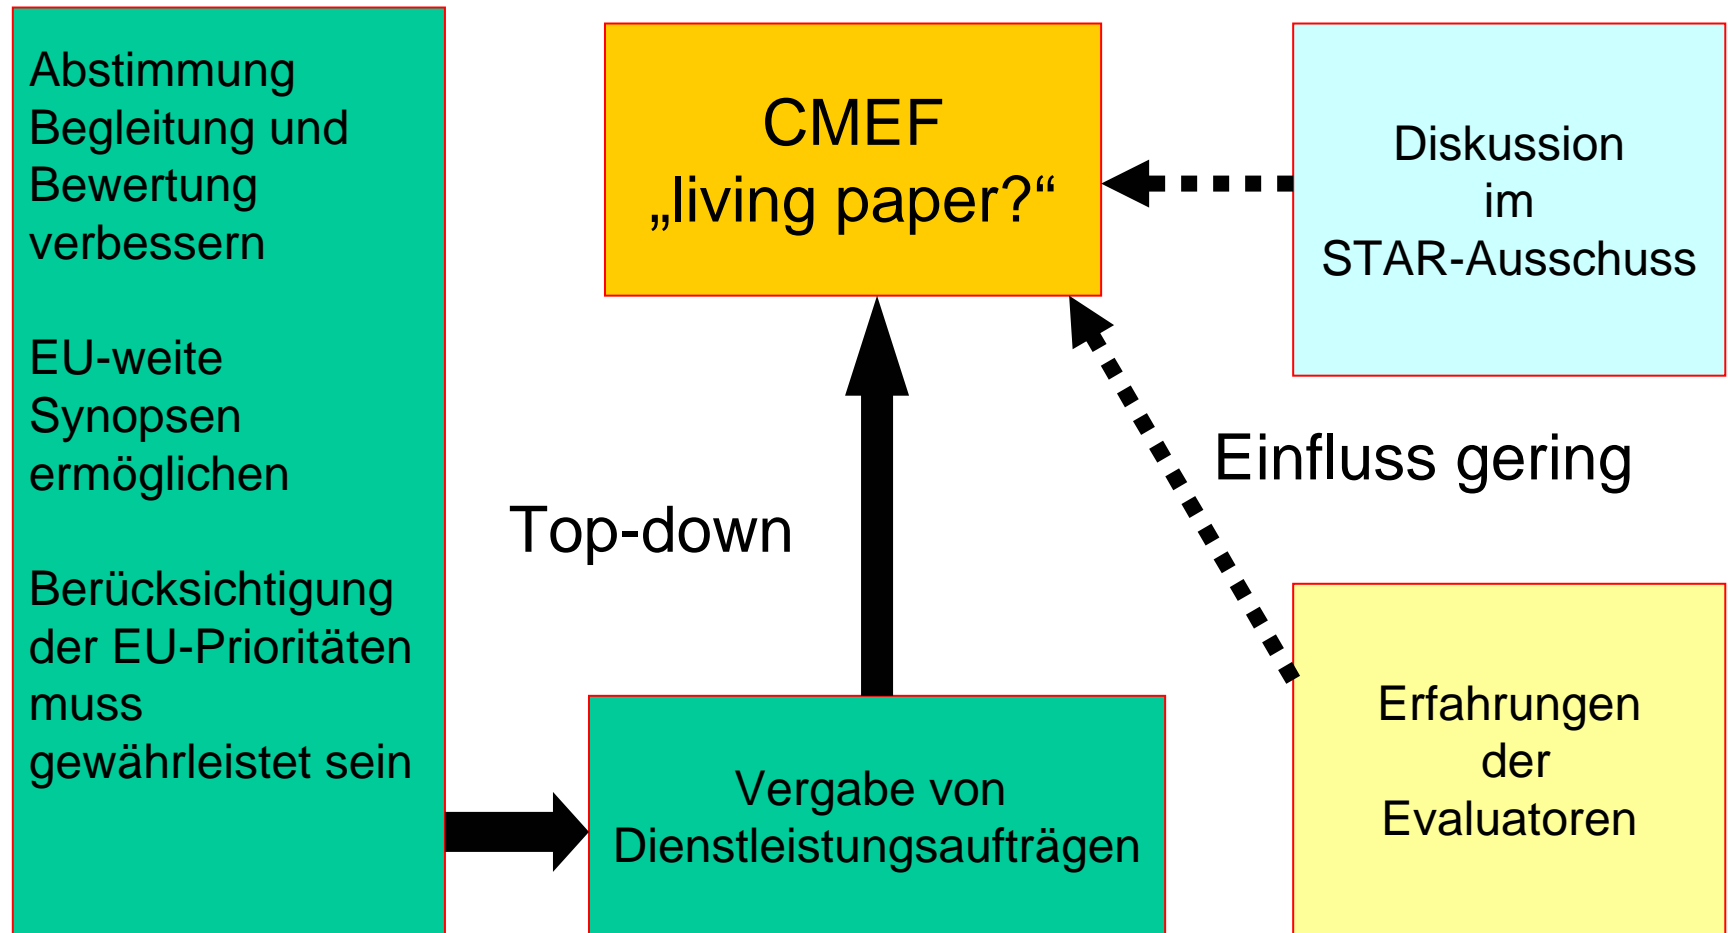 Abstimmung
Begleitung und
Bewertung
verbessern
EU-weite
Synopsen
ermöglichen
Berücksichtigung
der EU-Prioritäten
muss
gewährleistet sein
CMEF
„living paper?“
Diskussion
im
STAR-Ausschuss
Einfluss gering
Top-down
Vergabe von
Dienstleistungsaufträgen
Erfahrungen
der
Evaluatoren